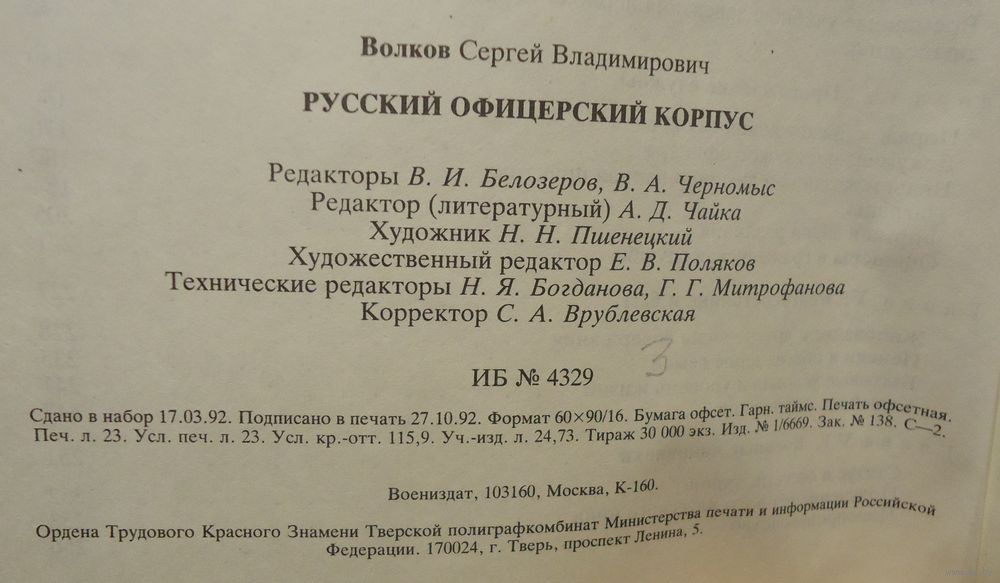 Волков Сергей Владимирович
РУССКИЙ ОФИЦЕРСКИЙ КОРПУС
Редакторы В. И. Белозеров, В. А. Черномыс
Редактор (литературный) А. Д. Чайка
Художник Н. Н. Пшенецкий
Художественный редактор Е. В. Поляков
Технические редакторы Н. Я. Богданова, Г. Г. Митрофанова
Корректор С. А. Врублевская
3
ИБ № 4329
Сдано в набор 17.03.92. Подписано в печать 27.10.92. Формат 60×90/16. Бумага офсет. Гарн. таймс. Печать офсетная.
Печ. л. 23. Усл. печ. л. 23. Усл. кр.-отт. 115,9. Уч.-изд. л. 24,73. Тираж 30 000 экз. Изд. № 1/6669. Зак. № 138. С—2.
Воениздат, 103160, Москва, К-160.
Ордена Трудового Красного Знамени Тверской полиграфкомбинат Министерства печати и информации Российской
Федерации. 170024, г. Тверь, проспект Ленина, 5.